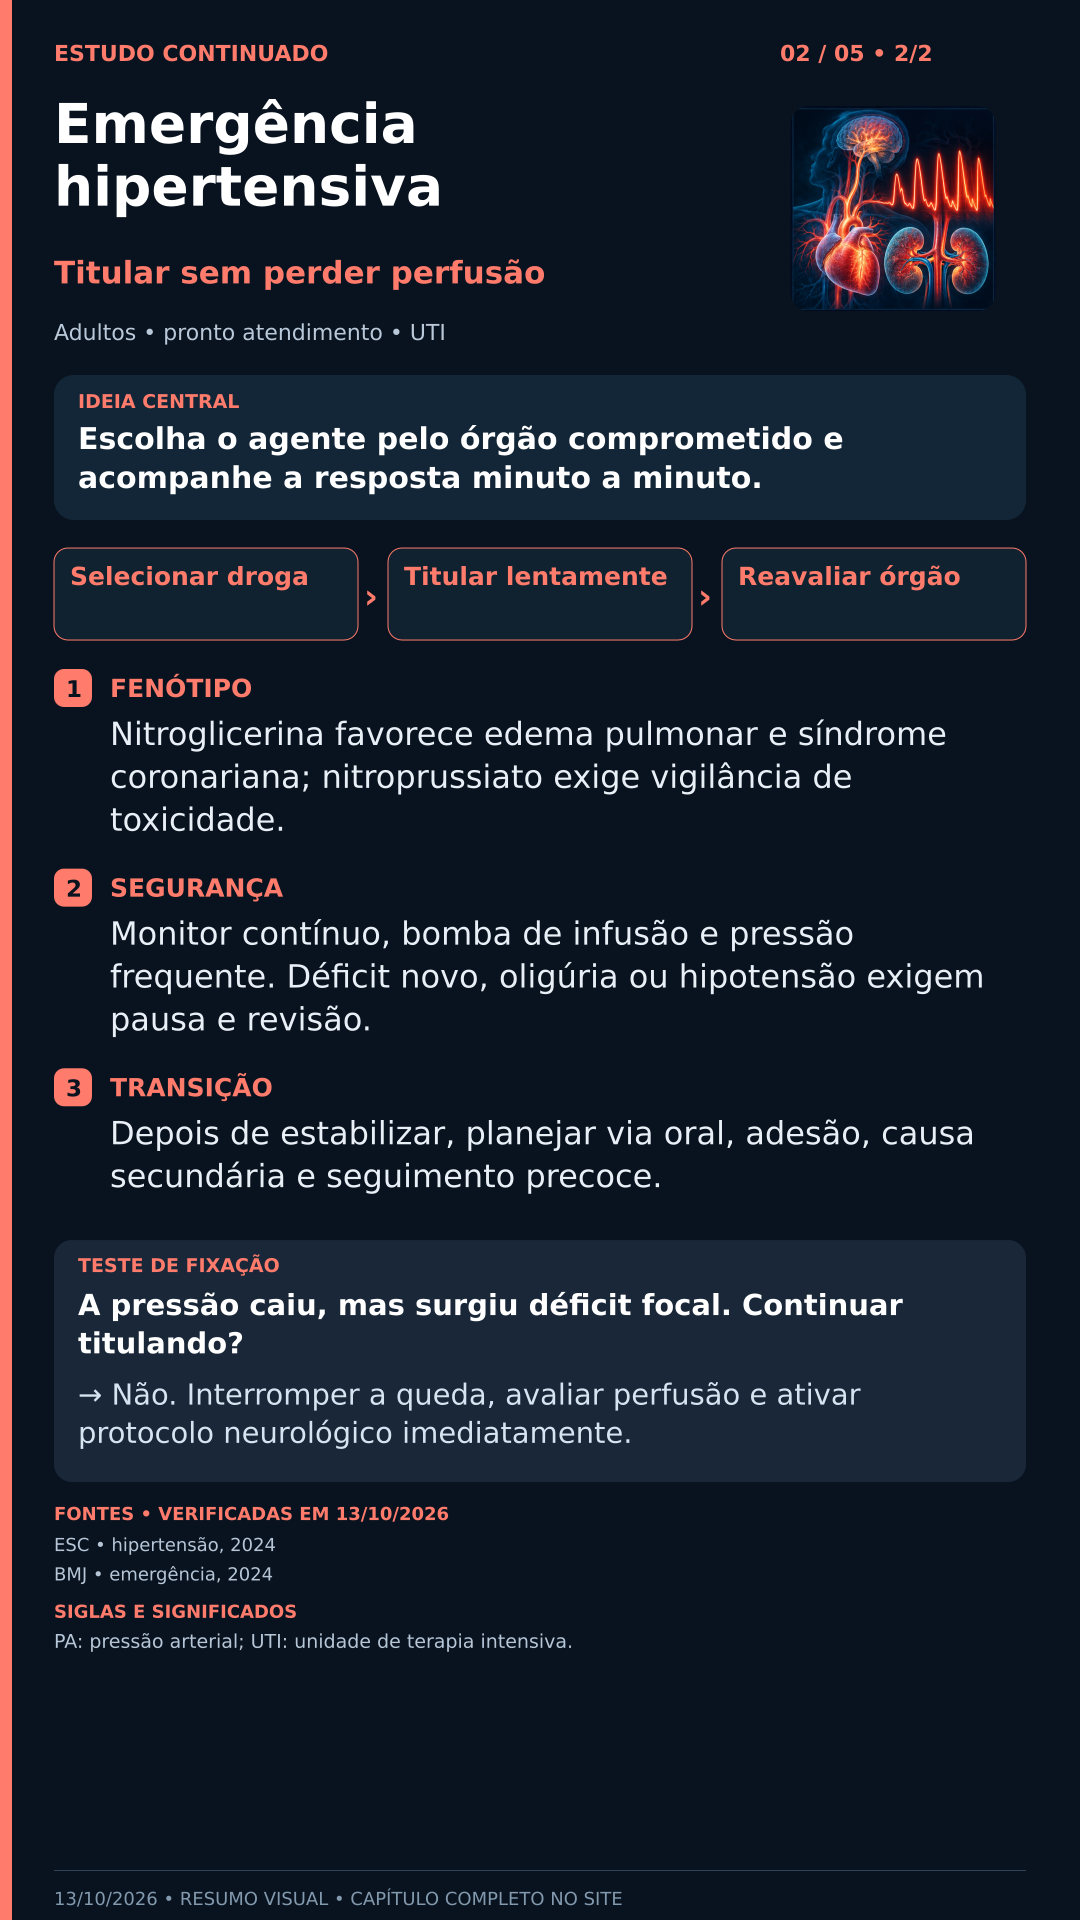 ESTUDO CONTINUADO
02 / 05 • 2/2
Emergência
hipertensiva
Titular sem perder perfusão
Adultos • pronto atendimento • UTI
IDEIA CENTRAL
Escolha o agente pelo órgão comprometido e
acompanhe a resposta minuto a minuto.
Selecionar droga › Titular lentamente › Reavaliar órgão
1 FENÓTIPO
Nitroglicerina favorece edema pulmonar e síndrome
coronariana; nitroprussiato exige vigilância de
toxicidade.
2 SEGURANÇA
Monitor contínuo, bomba de infusão e pressão
frequente. Déficit novo, oligúria ou hipotensão exigem
pausa e revisão.
3 TRANSIÇÃO
Depois de estabilizar, planejar via oral, adesão, causa
secundária e seguimento precoce.
TESTE DE FIXAÇÃO
A pressão caiu, mas surgiu déficit focal. Continuar
titulando?
→ Não. Interromper a queda, avaliar perfusão e ativar
protocolo neurológico imediatamente.
FONTES • VERIFICADAS EM 13/10/2026
ESC • hipertensão, 2024
BMJ • emergência, 2024
SIGLAS E SIGNIFICADOS
PA: pressão arterial; UTI: unidade de terapia intensiva.
13/10/2026 • RESUMO VISUAL • CAPÍTULO COMPLETO NO SITE